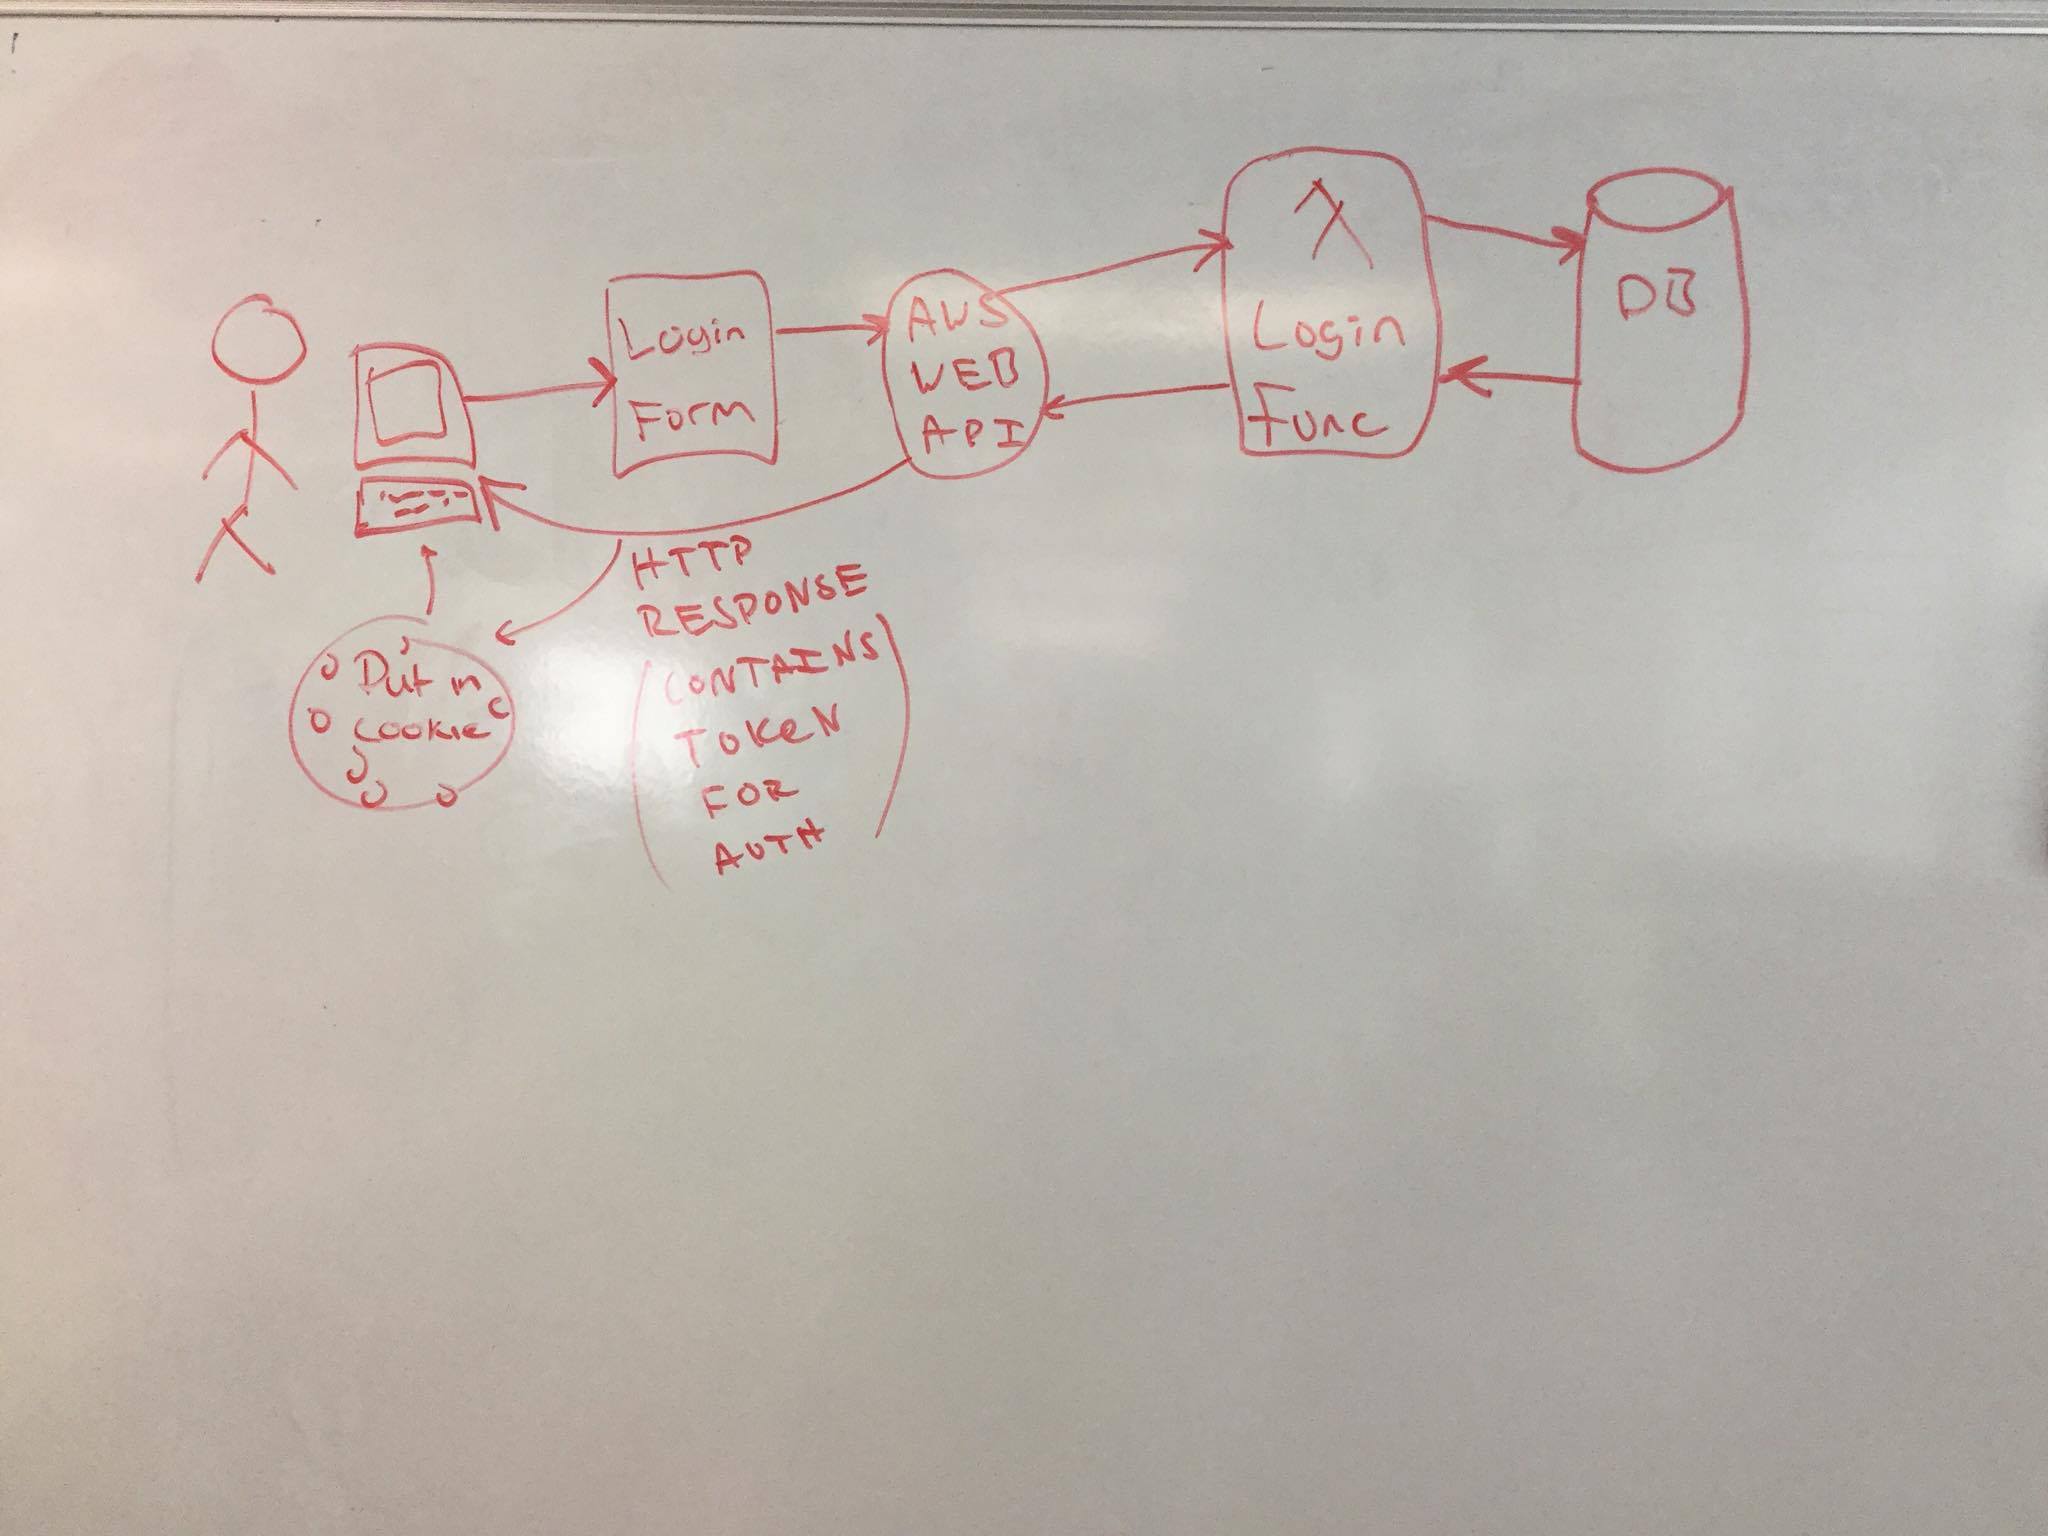 Login
Form
AWS
WEB
API
λ
Login
Func
DB
HTTP
RESPONSE
(CONTAINS
TOKEN
FOR
AUTH)
Put in
cookie